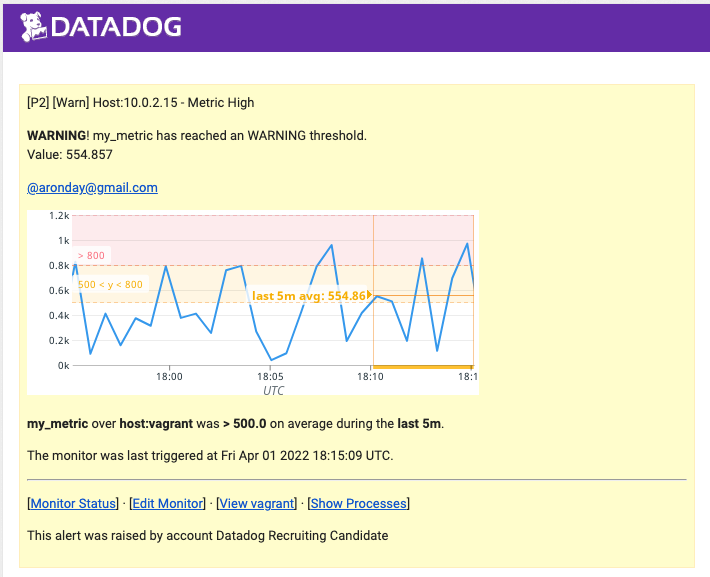 DATADOG
[P2] [Warn] Host:10.0.2.15 - Metric High
WARNING! my_metric has reached an WARNING threshold.
Value: 554.857
@aronday@gmail.com
1.2k
1k
> 800
0.8k
500 < y < 800
0.6k
last 5m avg: 554.86
0.4k
0.2k
0k
18:00 18:05 18:10 18:1
UTC
my_metric over host:vagrant was > 500.0 on average during the last 5m.
The monitor was last triggered at Fri Apr 01 2022 18:15:09 UTC.
[Monitor Status] · [Edit Monitor] · [View vagrant] · [Show Processes]
This alert was raised by account Datadog Recruiting Candidate